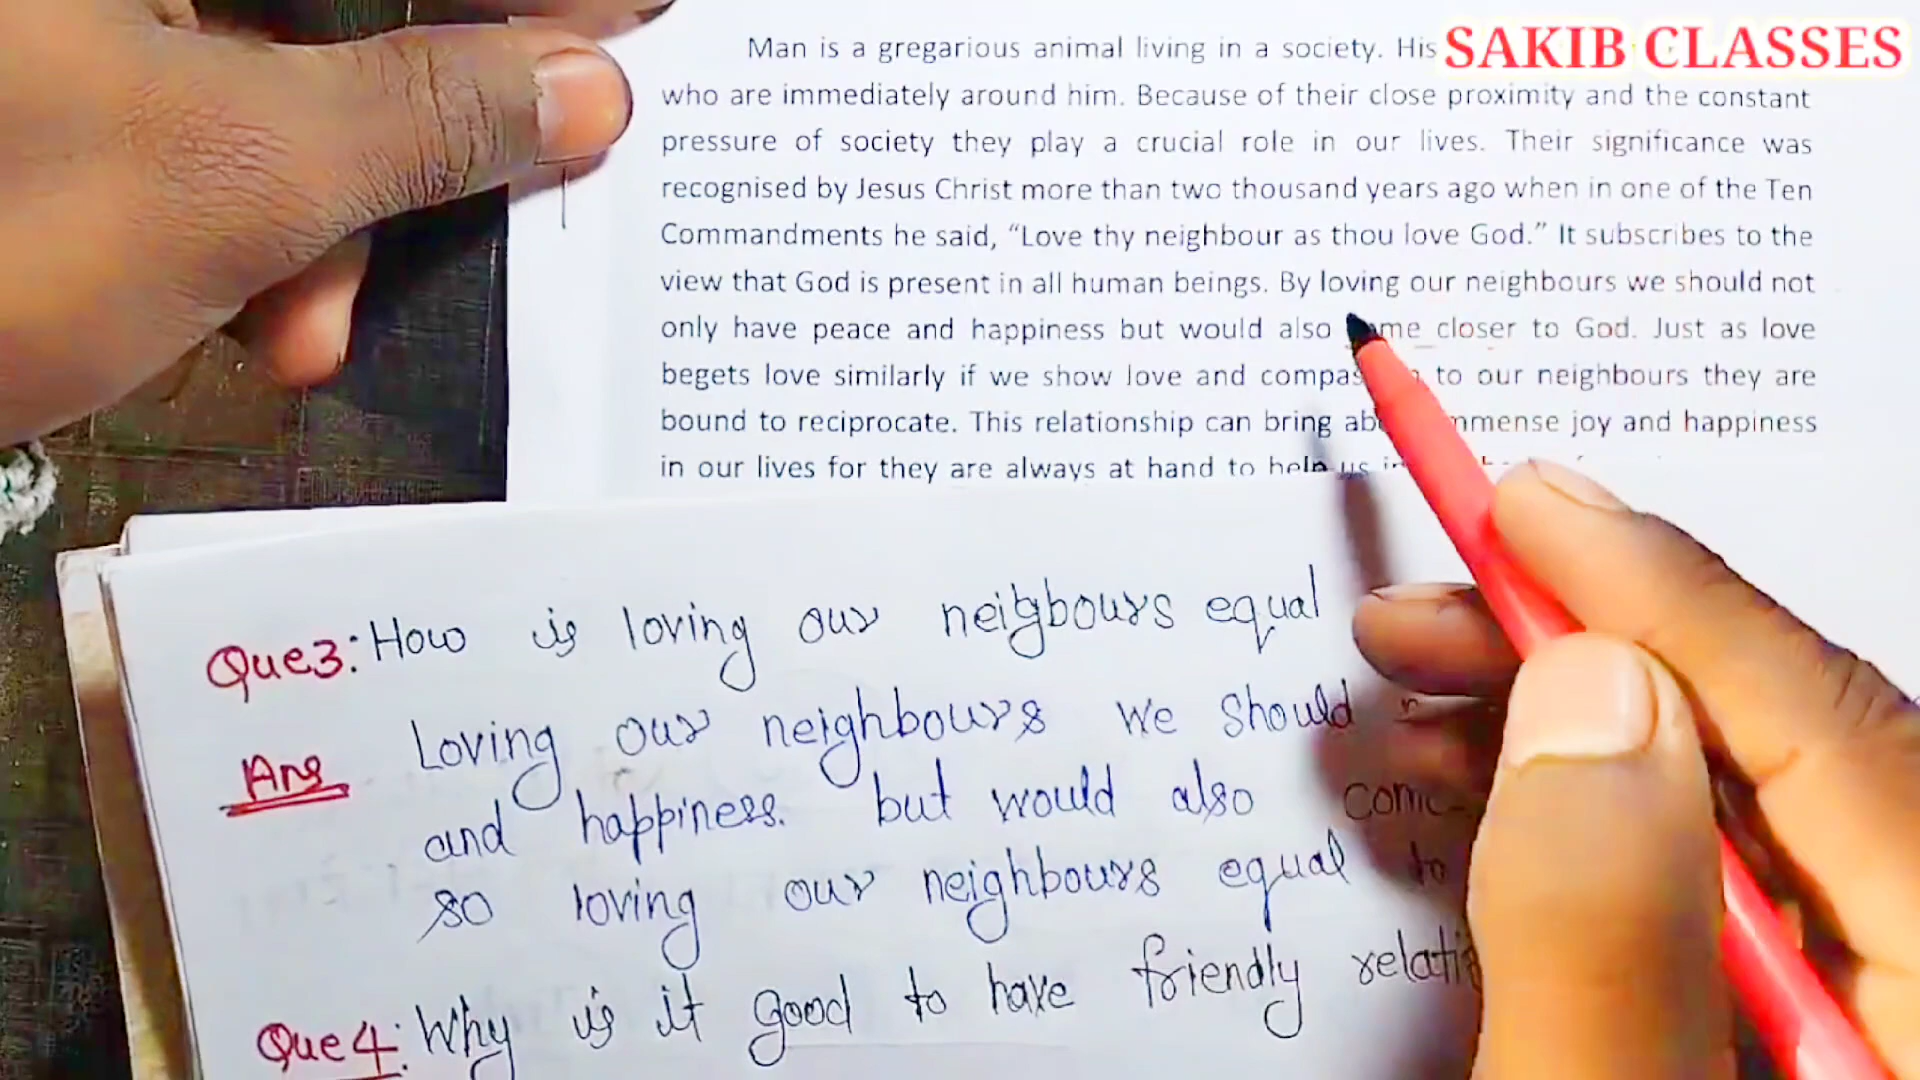 SAKIB CLASSES
Man is a gregarious animal living in a society. His
who are immediately around him. Because of their close proximity and the constant
pressure of society they play a crucial role in our lives. Their significance was
recognised by Jesus Christ more than two thousand years ago when in one of the Ten
Commandments he said, “Love thy neighbour as thou love God.” It subscribes to the
view that God is present in all human beings. By loving our neighbours we should not
only have peace and happiness but would also closer to God. Just as love
begets love similarly if we show love and to our neighbours they are
bound to reciprocate. This relationship can bring joy and happiness
in our lives for they are always at hand to help us
Que3: How is loving our neigbours equal
Ans Loving our neighbours We should
and happiness. but would also come
so loving our neighbours equal to
Que4: Why is it good to have friendly